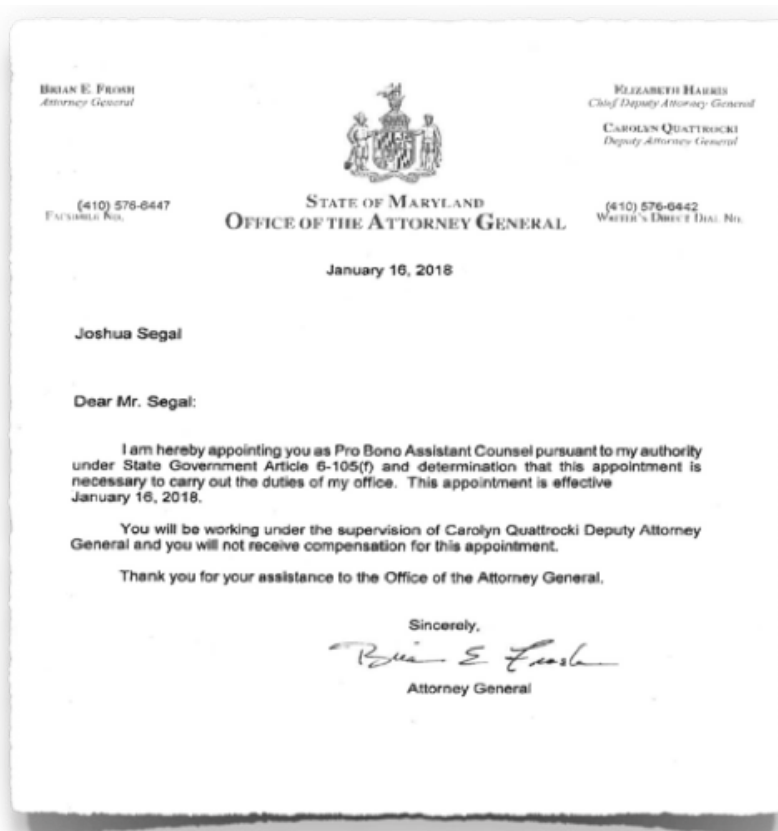 BRIAN E. FROSH
Attorney General
ELIZABETH HARRIS
Chief Deputy Attorney General
CAROLYN QUATTROCKI
Deputy Attorney General
(410) 576-6447
FACSIMILE NO.
STATE OF MARYLAND
OFFICE OF THE ATTORNEY GENERAL
(410) 576-6442
WRITER'S DIRECT DIAL NO.
January 16, 2018
Joshua Segal
Dear Mr. Segal:
I am hereby appointing you as Pro Bono Assistant Counsel pursuant to my authority
under State Government Article 6-105(f) and determination that this appointment is
necessary to carry out the duties of my office. This appointment is effective
January 16, 2018.
You will be working under the supervision of Carolyn Quattrocki Deputy Attorney
General and you will not receive compensation for this appointment.
Thank you for your assistance to the Office of the Attorney General.
Sincerely,
Brian E Frosh
Attorney General